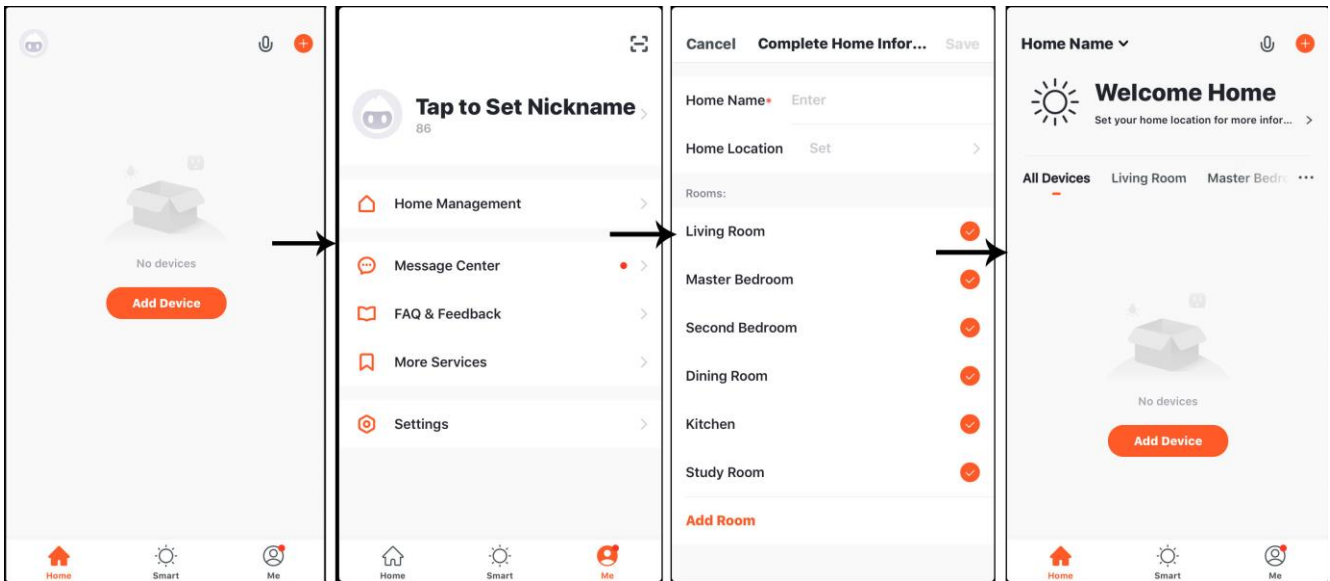 No devices
Add Device
Home
Smart
Me
Tap to Set Nickname
86
Home Management
Message Center
FAQ & Feedback
More Services
Settings
Home
Smart
Me
Cancel Complete Home Infor... Save
Home Name* Enter
Home Location Set
Rooms:
Living Room
Master Bedroom
Second Bedroom
Dining Room
Kitchen
Study Room
Add Room
Home Name
Welcome Home
Set your home location for more infor...
All Devices Living Room Master Bedro ...
No devices
Add Device
Home
Smart
Me